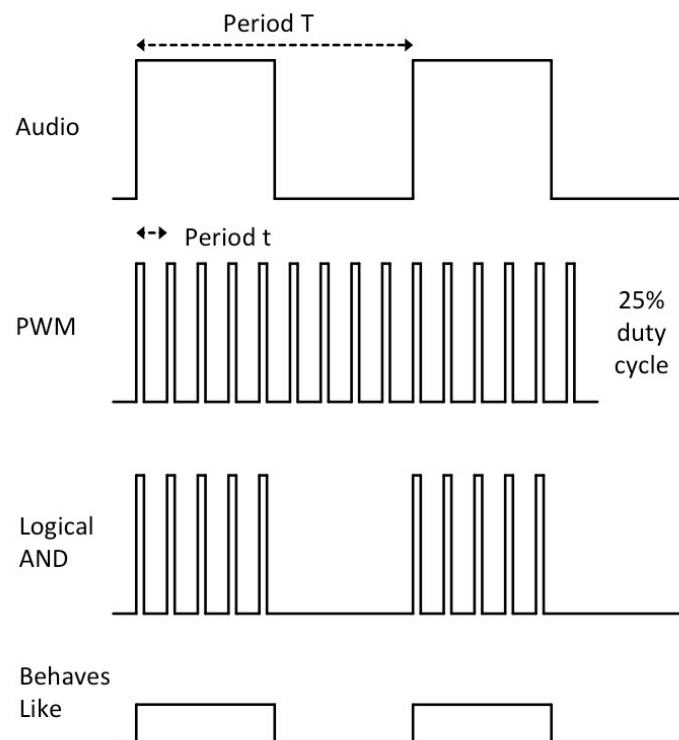 Period T
Audio
Period t
PWM
25%
duty
cycle
Logical
AND
Behaves
Like